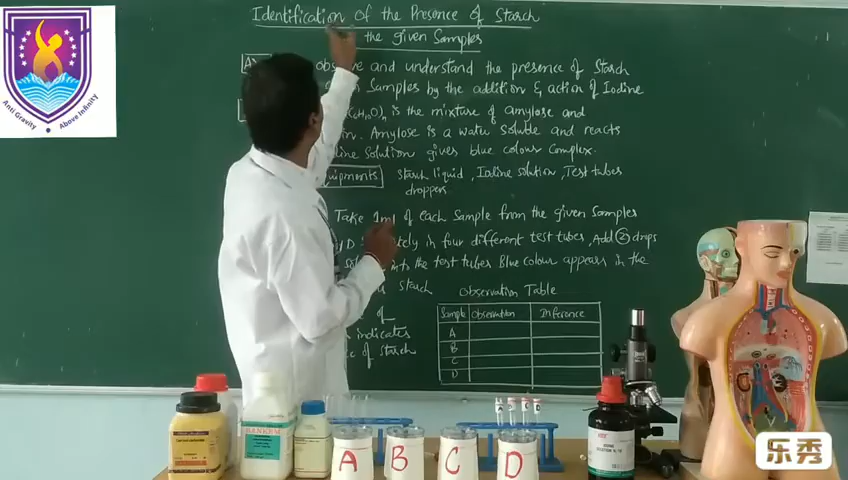 Identification of the Presence of Starch
the given Samples
observe and understand the presence of Starch
Samples by the addition & action of Iodine
is the mixture of amylose and
Amylose is a water Soluble and reacts
Solution gives blue colour Complex.
Starch liquid, Iodine solution, Test tubes
droppers
Take 1ml of each Sample from the given Samples
in four different test tubes, Add 2 drops
into the test tubes Blue colour appears in the
starch
Observation Table
of
Sample Observation Inference
indicates
A
of starch
B
C
D
A B C D
Anti Gravity Above Infinity
RANKEM
乐秀